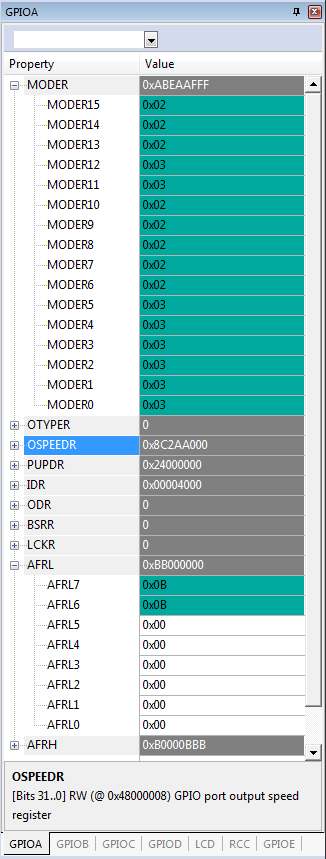 GPIOA
Property Value
MODER 0xABEAAFFF
MODER15 0x02
MODER14 0x02
MODER13 0x02
MODER12 0x03
MODER11 0x03
MODER10 0x02
MODER9 0x02
MODER8 0x02
MODER7 0x02
MODER6 0x02
MODER5 0x03
MODER4 0x03
MODER3 0x03
MODER2 0x03
MODER1 0x03
MODER0 0x03
OTYPER 0
OSPEEDR 0x8C2AA000
PUPDR 0x24000000
IDR 0x00004000
ODR 0
BSRR 0
LCKR 0
AFRL 0xBB000000
AFRL7 0x0B
AFRL6 0x0B
AFRL5 0x00
AFRL4 0x00
AFRL3 0x00
AFRL2 0x00
AFRL1 0x00
AFRL0 0x00
AFRH 0xB0000BBB
OSPEEDR
[Bits 31..0] RW (@ 0x48000008) GPIO port output speed
register
GPIOA GPIOB GPIOC GPIOD LCD RCC GPIOE